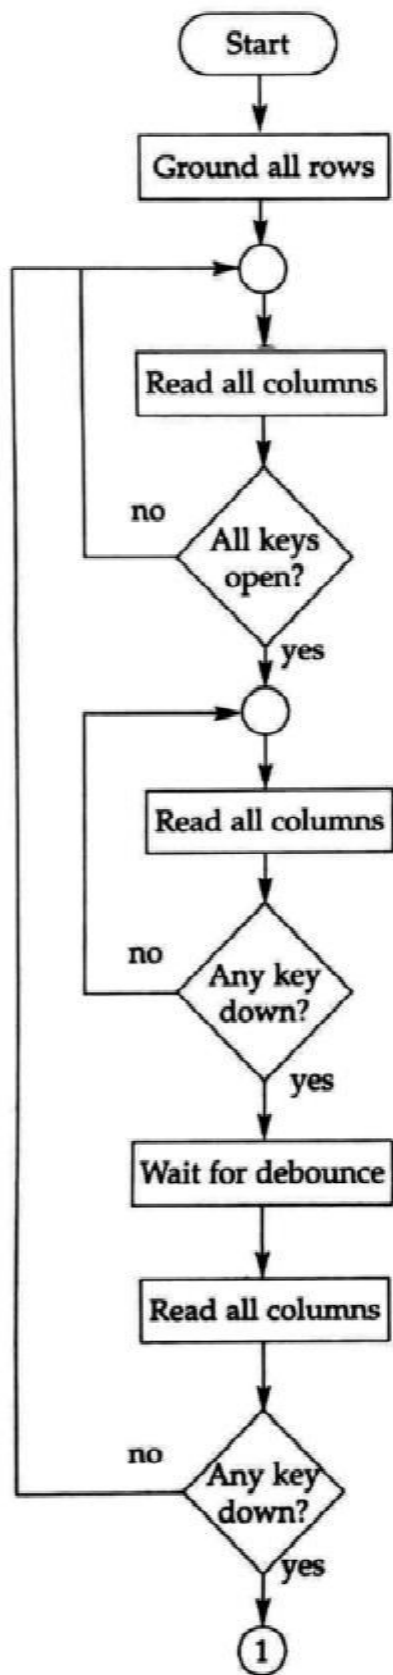 Start
Ground all rows
Read all columns
no
All keys
open?
yes
Read all columns
no
Any key
down?
yes
Wait for debounce
Read all columns
no
Any key
down?
yes
1